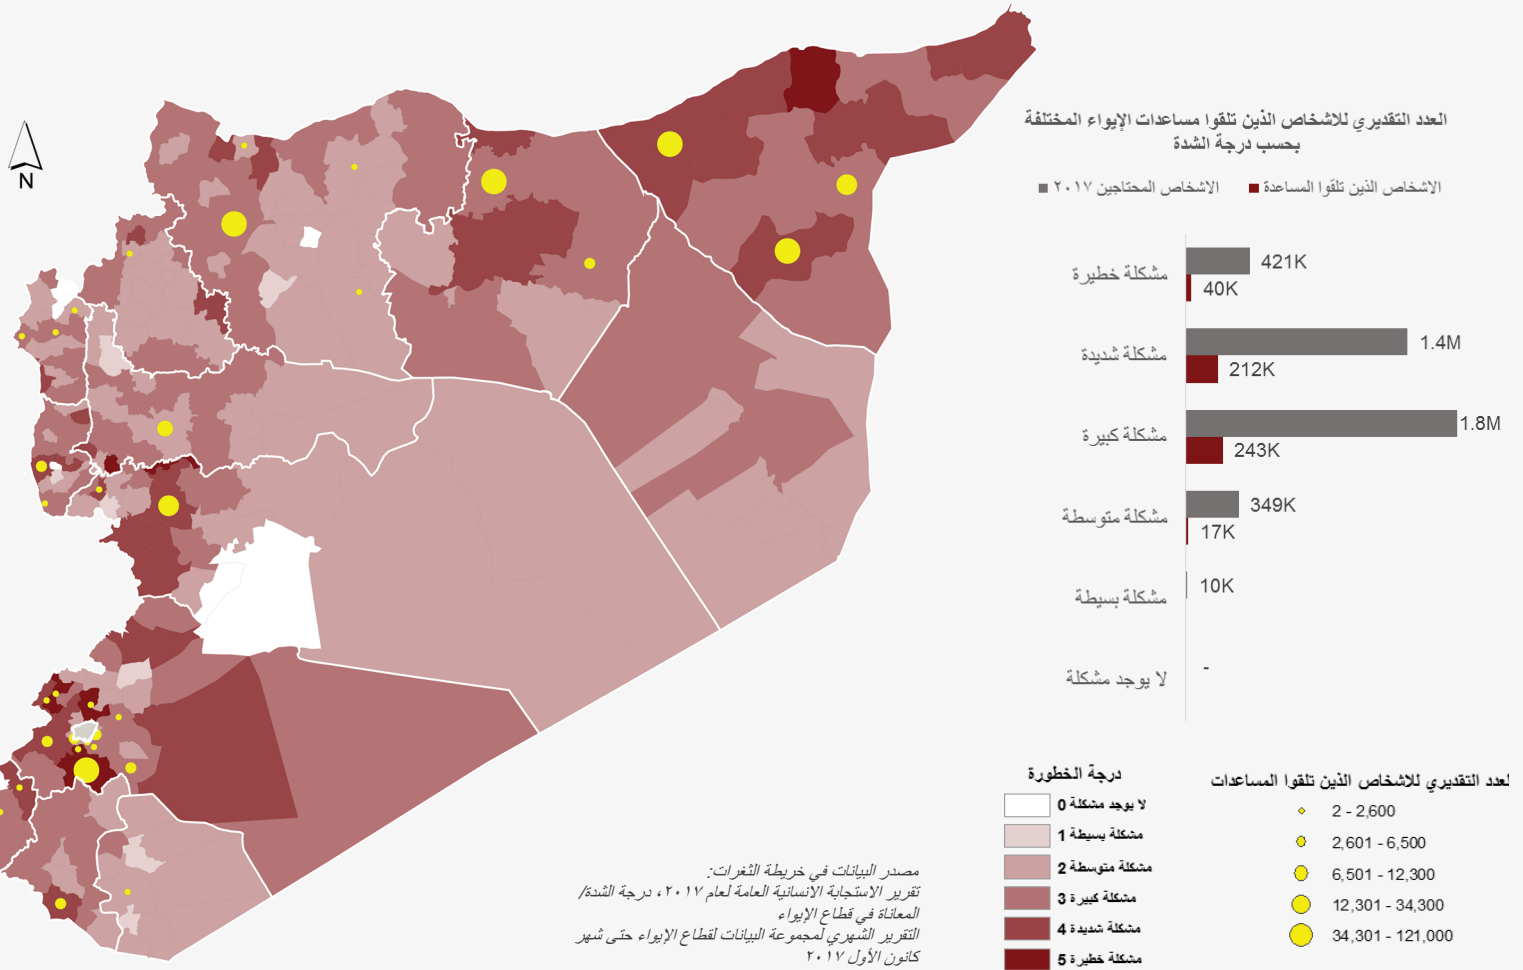 N
العدد التقديري للاشخاص الذين تلقوا مساعدات الإيواء المختلفة
بحسب درجة الشدة
الاشخاص الذين تلقوا المساعدة
الاشخاص المحتاجين ٢٠١٧
مشكلة خطيرة
421K
40K
مشكلة شديدة
1.4M
212K
مشكلة كبيرة
1.8M
243K
مشكلة متوسطة
349K
17K
مشكلة بسيطة
10K
لا يوجد مشكلة
-
درجة الخطورة
لا يوجد مشكلة 0
مشكلة بسيطة 1
مشكلة متوسطة 2
مشكلة كبيرة 3
مشكلة شديدة 4
مشكلة خطيرة 5
لعدد التقديري للاشخاص الذين تلقوا المساعدات
2 - 2,600
2,601 - 6,500
6,501 - 12,300
12,301 - 34,300
34,301 - 121,000
مصدر البيانات في خريطة الثغرات:
تقرير الاستجابة الانسانية العامة لعام ٢٠١٧، درجة الشدة/
المعاناة في قطاع الإيواء
التقرير الشهري لمجموعة البيانات لقطاع الإيواء حتى شهر
كانون الأول ٢٠١٧